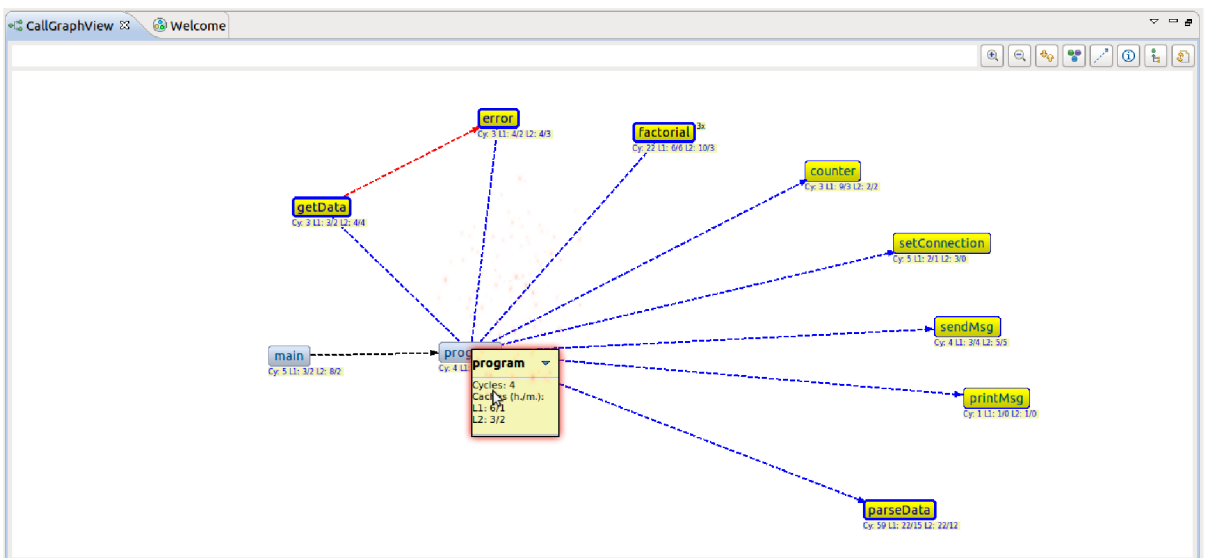 CallGraphView
Welcome
error
Cy: 3 L1: 4/2 L2: 4/3
factorial 3x
Cy: 22 L1: 6/6 L2: 10/3
counter
Cy: 3 L1: 9/3 L2: 2/2
getData
Cy: 3 L1: 3/2 L2: 4/4
setConnection
Cy: 5 L1: 2/1 L2: 3/0
sendMsg
Cy: 4 L1: 3/4 L2: 5/5
main
Cy: 5 L1: 3/2 L2: 8/2
prog
Cy: 4 L1
program
Cycles: 4
Caches (h./m.):
L1: 6/1
L2: 3/2
printMsg
Cy: 1 L1: 1/0 L2: 1/0
parseData
Cy: 59 L1: 22/15 L2: 22/12